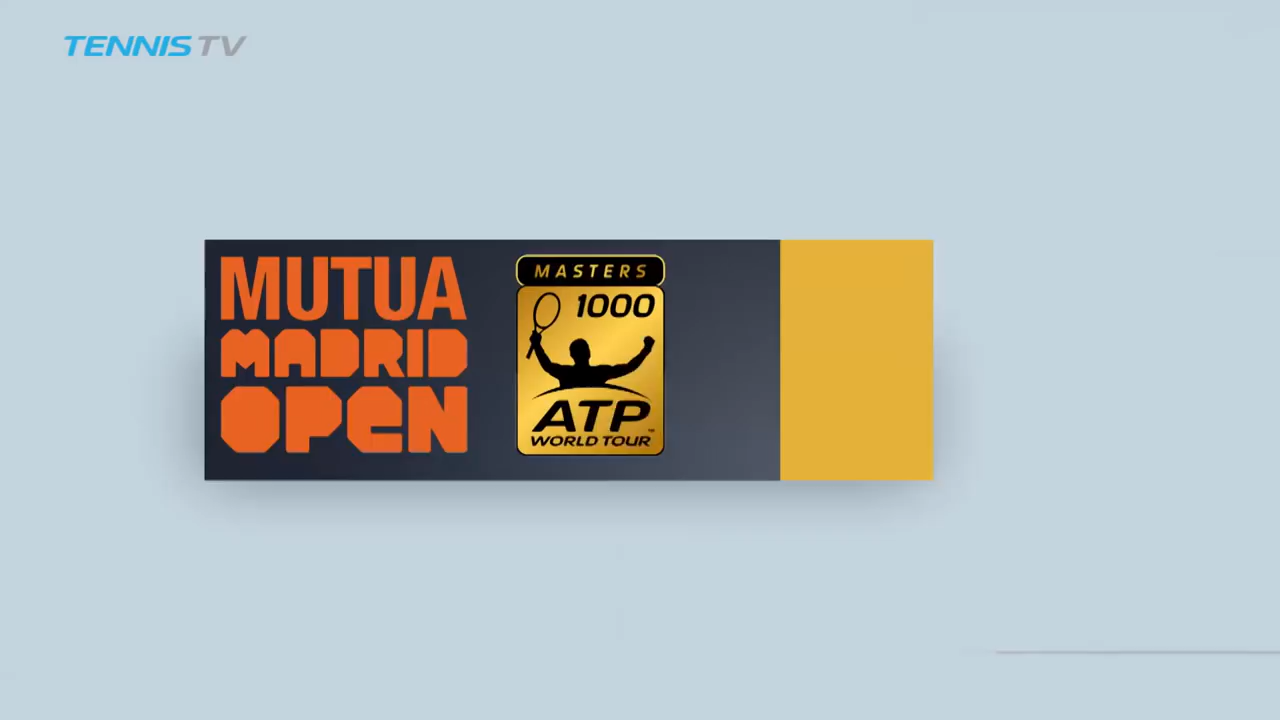 TENNIS TV
MUTUA
MADRID
OPEN
MASTERS
1000
ATP
WORLD TOUR